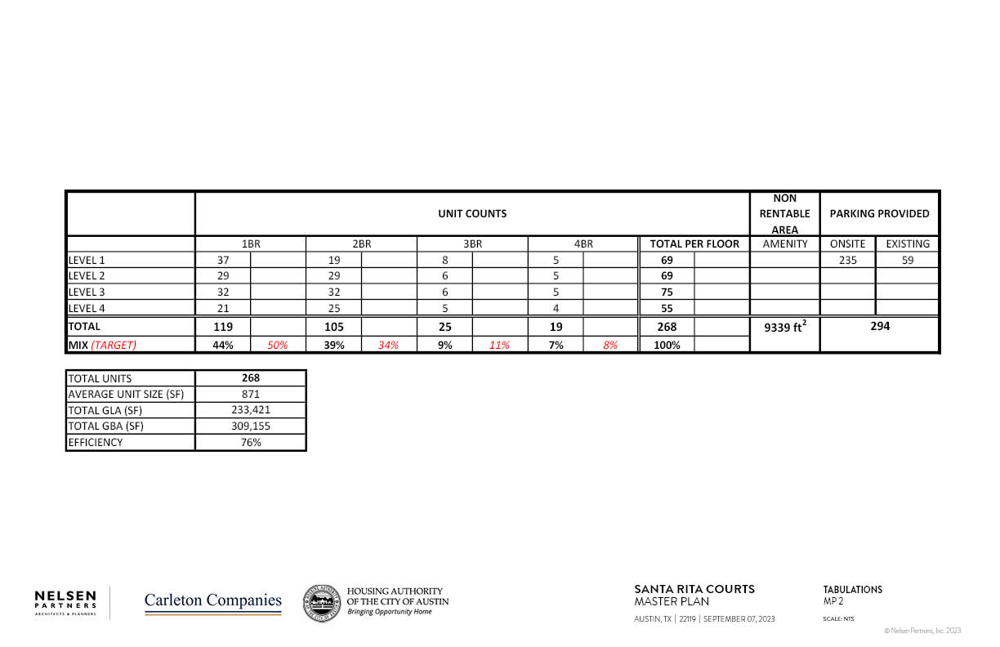 UNIT COUNTS NON RENTABLE AREA PARKING PROVIDED
1BR 2BR 3BR 4BR TOTAL PER FLOOR AMENITY ONSITE EXISTING
LEVEL 1 37 19 8 5 69 235 59
LEVEL 2 29 29 6 5 69
LEVEL 3 32 32 6 5 75
LEVEL 4 21 25 5 4 55
TOTAL 119 105 25 19 268 9339 ft² 294
MIX (TARGET) 44% 50% 39% 34% 9% 11% 7% 8% 100%
TOTAL UNITS 268
AVERAGE UNIT SIZE (SF) 871
TOTAL GLA (SF) 233,421
TOTAL GBA (SF) 309,155
EFFICIENCY 76%
NELSEN
PARTNERS
ARCHITECTS & PLANNERS
Carleton Companies
HOUSING AUTHORITY
OF THE CITY OF AUSTIN
Bringing Opportunity Home
SANTA RITA COURTS
MASTER PLAN
AUSTIN, TX | 22119 | SEPTEMBER 07, 2023
TABULATIONS
MP 2
SCALE: NTS
© Nelsen Partners, Inc. 2023